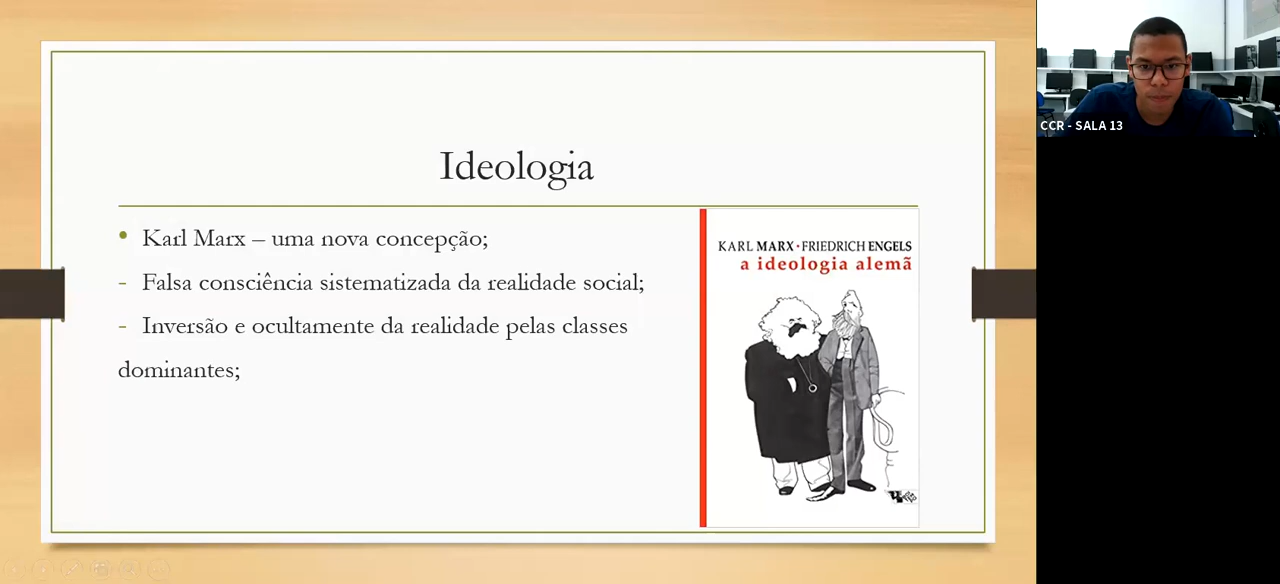 Ideologia
• Karl Marx – uma nova concepção;
- Falsa consciência sistematizada da realidade social;
- Inversão e ocultamente da realidade pelas classes
dominantes;
KARL MARX • FRIEDRICH ENGELS
a ideologia alemã
CCR - SALA 13